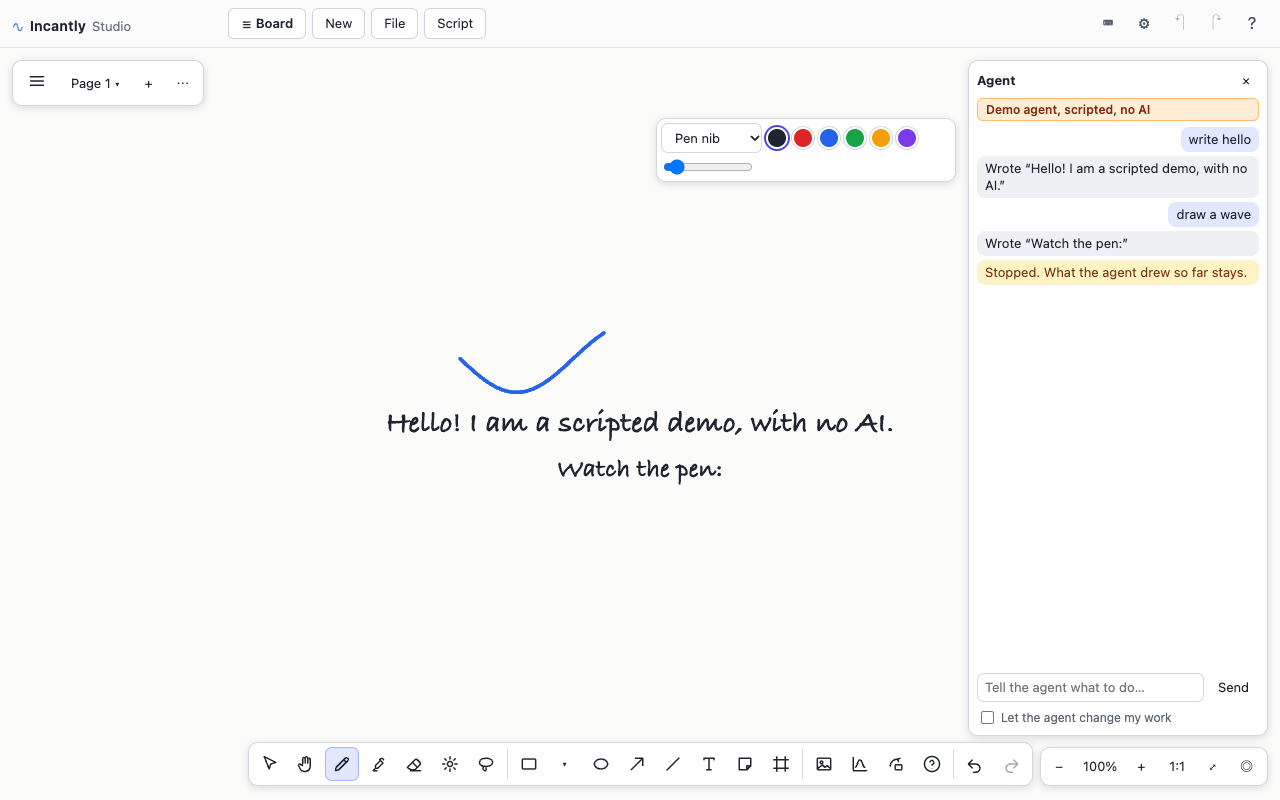 Incantly Studio
Board New File Script
?
Page 1
Agent
Demo agent, scripted, no AI
write hello
Wrote “Hello! I am a scripted demo, with no
AI.”
draw a wave
Wrote “Watch the pen:”
Stopped. What the agent drew so far stays.
Pen nib
Hello! I am a scripted demo, with no AI.
Watch the pen:
Tell the agent what to do…
Send
Let the agent change my work
100%
1:1